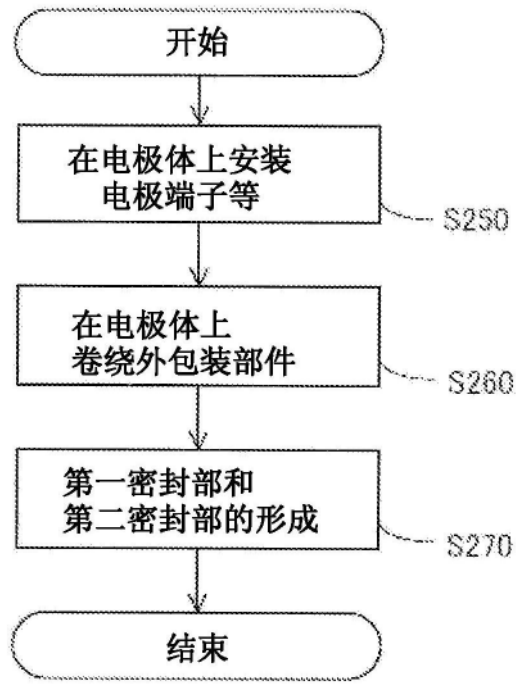 开始
在电极体上安装
电极端子等
S250
在电极体上
卷绕外包装部件
S260
第一密封部和
第二密封部的形成
S270
结束